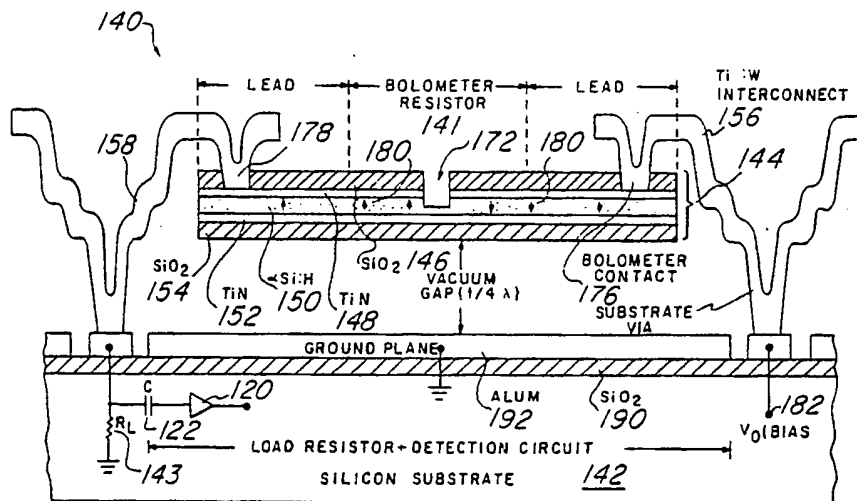 140
LEAD
BOLOMETER
RESISTOR
141
LEAD
Ti:W
INTERCONNECT
156
158
178
180
172
180
144
SiO2
154
TiN
152
αSi:H
150
TiN
148
SiO2
146
VACUUM
GAP (1/4 λ)
BOLOMETER
CONTACT
176
SUBSTRATE
VIA
GROUND PLANE
C
120
122
RL
143
ALUM
192
SiO2
190
182
V0(BIAS
LOAD RESISTOR+DETECTION CIRCUIT
SILICON SUBSTRATE
142